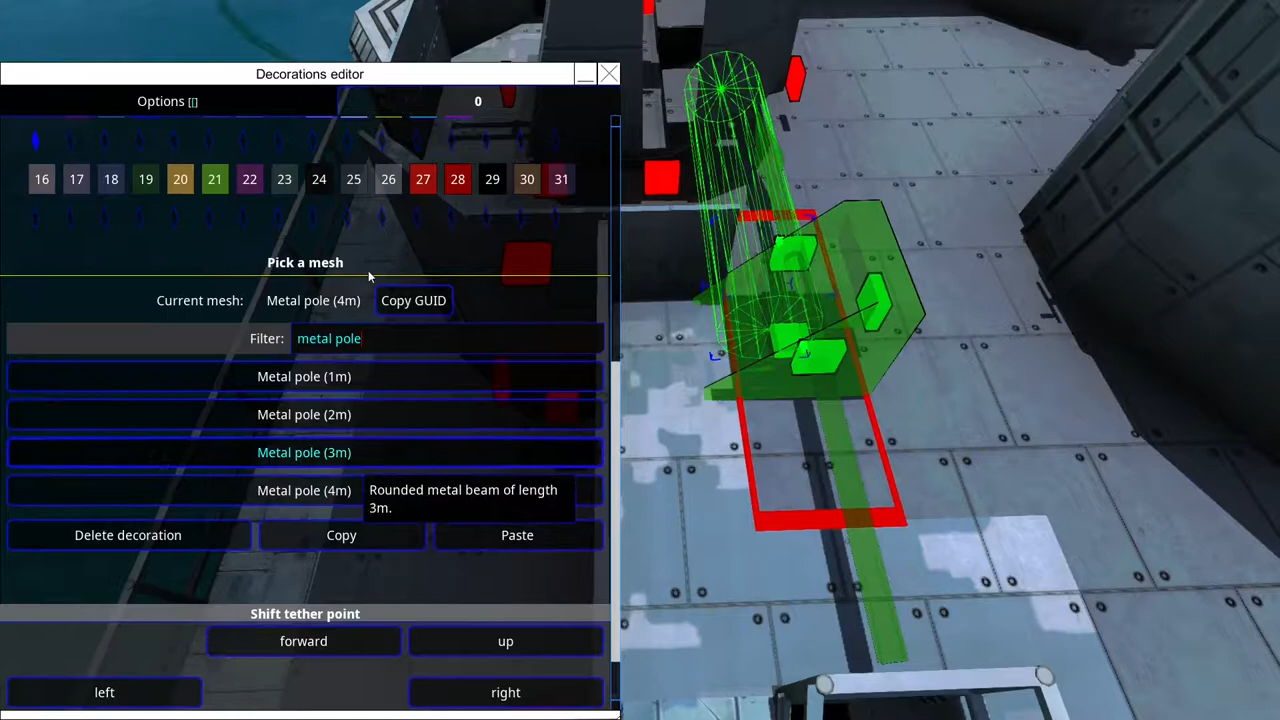 Decorations editor
Options [[]
0
16 17 18 19 20 21 22 23 24 25 26 27 28 29 30 31
Pick a mesh
Current mesh: Metal pole (4m) Copy GUID
Filter: metal pole
Metal pole (1m)
Metal pole (2m)
Metal pole (3m)
Metal pole (4m)
Rounded metal beam of length
3m.
Delete decoration Copy Paste
Shift tether point
forward up
left right